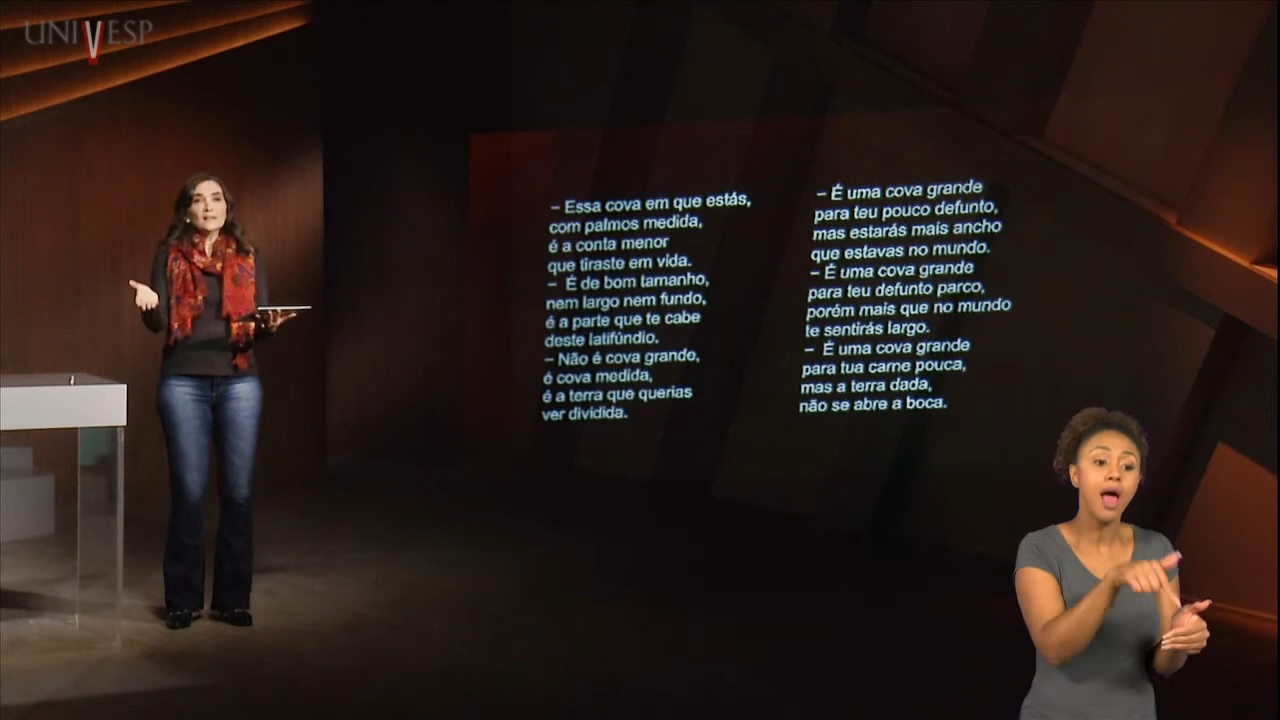 UNIVESP
– Essa cova em que estás,
com palmos medida,
é a conta menor
que tiraste em vida.
– É de bom tamanho,
nem largo nem fundo,
é a parte que te cabe
deste latifúndio.
– Não é cova grande,
é cova medida,
é a terra que querias
ver dividida.
– É uma cova grande
para teu pouco defunto,
mas estarás mais ancho
que estavas no mundo.
– É uma cova grande
para teu defunto parco,
porém mais que no mundo
te sentirás largo.
– É uma cova grande
para tua carne pouca,
mas a terra dada,
não se abre a boca.